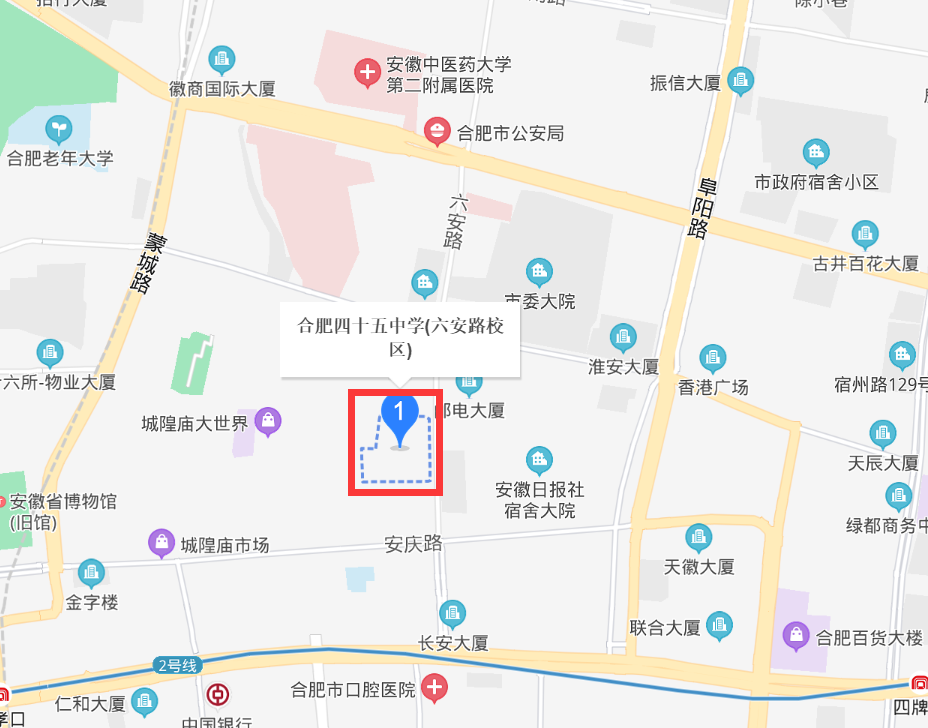 安徽中医药大学
第二附属医院
徽商国际大厦
振信大厦
合肥市公安局
合肥老年大学
市政府宿舍小区
阜阳路
六安路
蒙城路
古井百花大厦
市委大院
合肥四十五中学(六安路校
区)
淮安大厦
香港广场
六所-物业大厦
宿州路129号
1
邮电大厦
城隍庙大世界
天辰大厦
安徽日报社
宿舍大院
安徽省博物馆
(旧馆)
绿都商务中
城隍庙市场
安庆路
天徽大厦
金字楼
长安大厦
联合大厦
合肥百货大楼
2号线
仁和大厦
合肥市口腔医院
中国银行
四牌